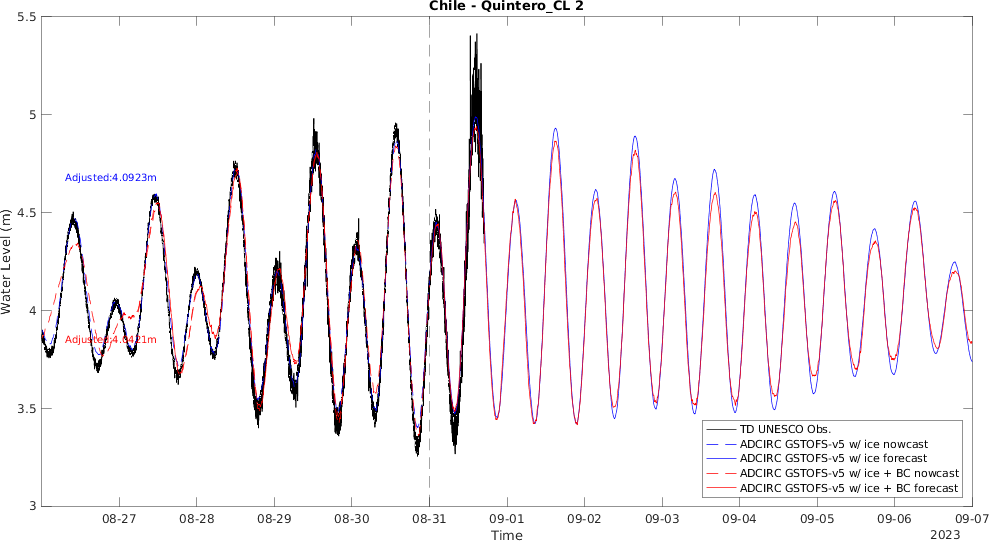 Chile - Quintero_CL 2
5.5
5
4.5
4
3.5
3
Water Level (m)
Adjusted:4.0923m
Adjusted:4.0421m
TD UNESCO Obs.
ADCIRC GSTOFS-v5 w/ ice nowcast
ADCIRC GSTOFS-v5 w/ ice forecast
ADCIRC GSTOFS-v5 w/ ice + BC nowcast
ADCIRC GSTOFS-v5 w/ ice + BC forecast
08-27 08-28 08-29 08-30 08-31 09-01 09-02 09-03 09-04 09-05 09-06 09-07
Time
2023